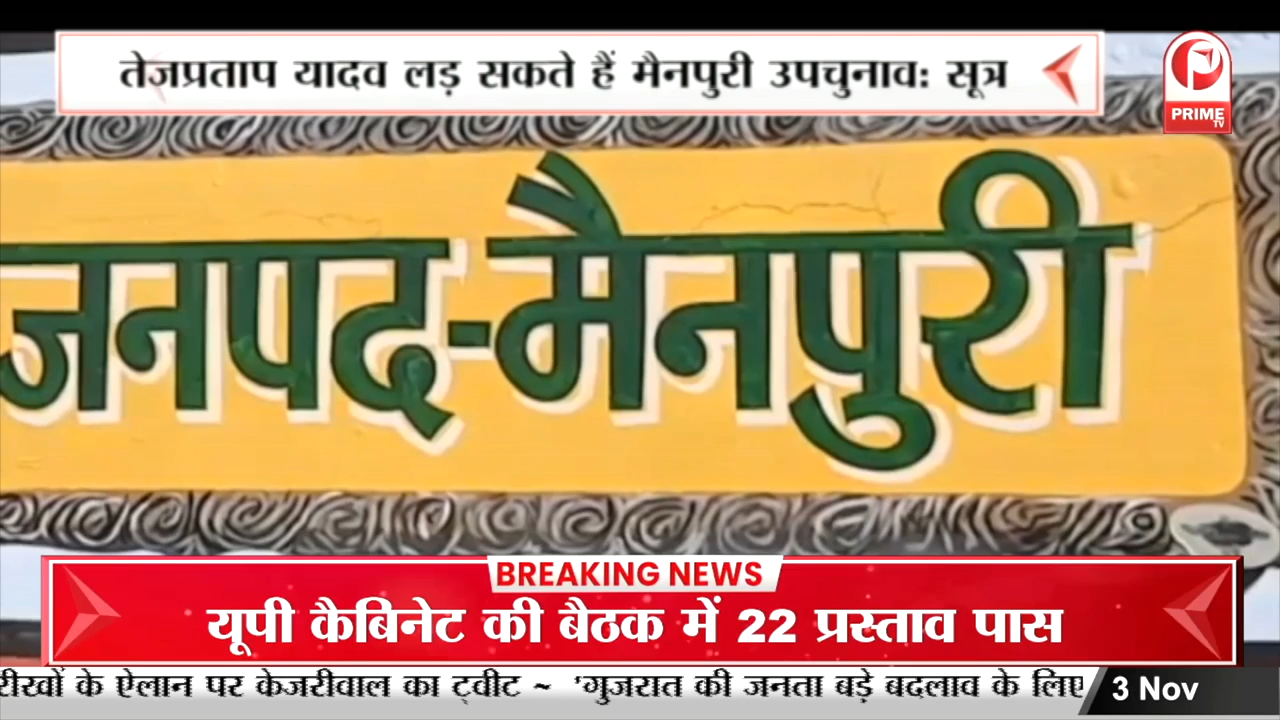 तेजप्रताप यादव लड़ सकते हैं मैनपुरी उपचुनाव: सूत्र
PRIME
TV
जनपद-मैनपुरी
BREAKING NEWS
यूपी कैबिनेट की बैठक में 22 प्रस्ताव पास
रीखों के ऐलान पर केजरीवाल का ट्वीट ~ 'गुजरात की जनता बड़े बदलाव के लिए
3 Nov